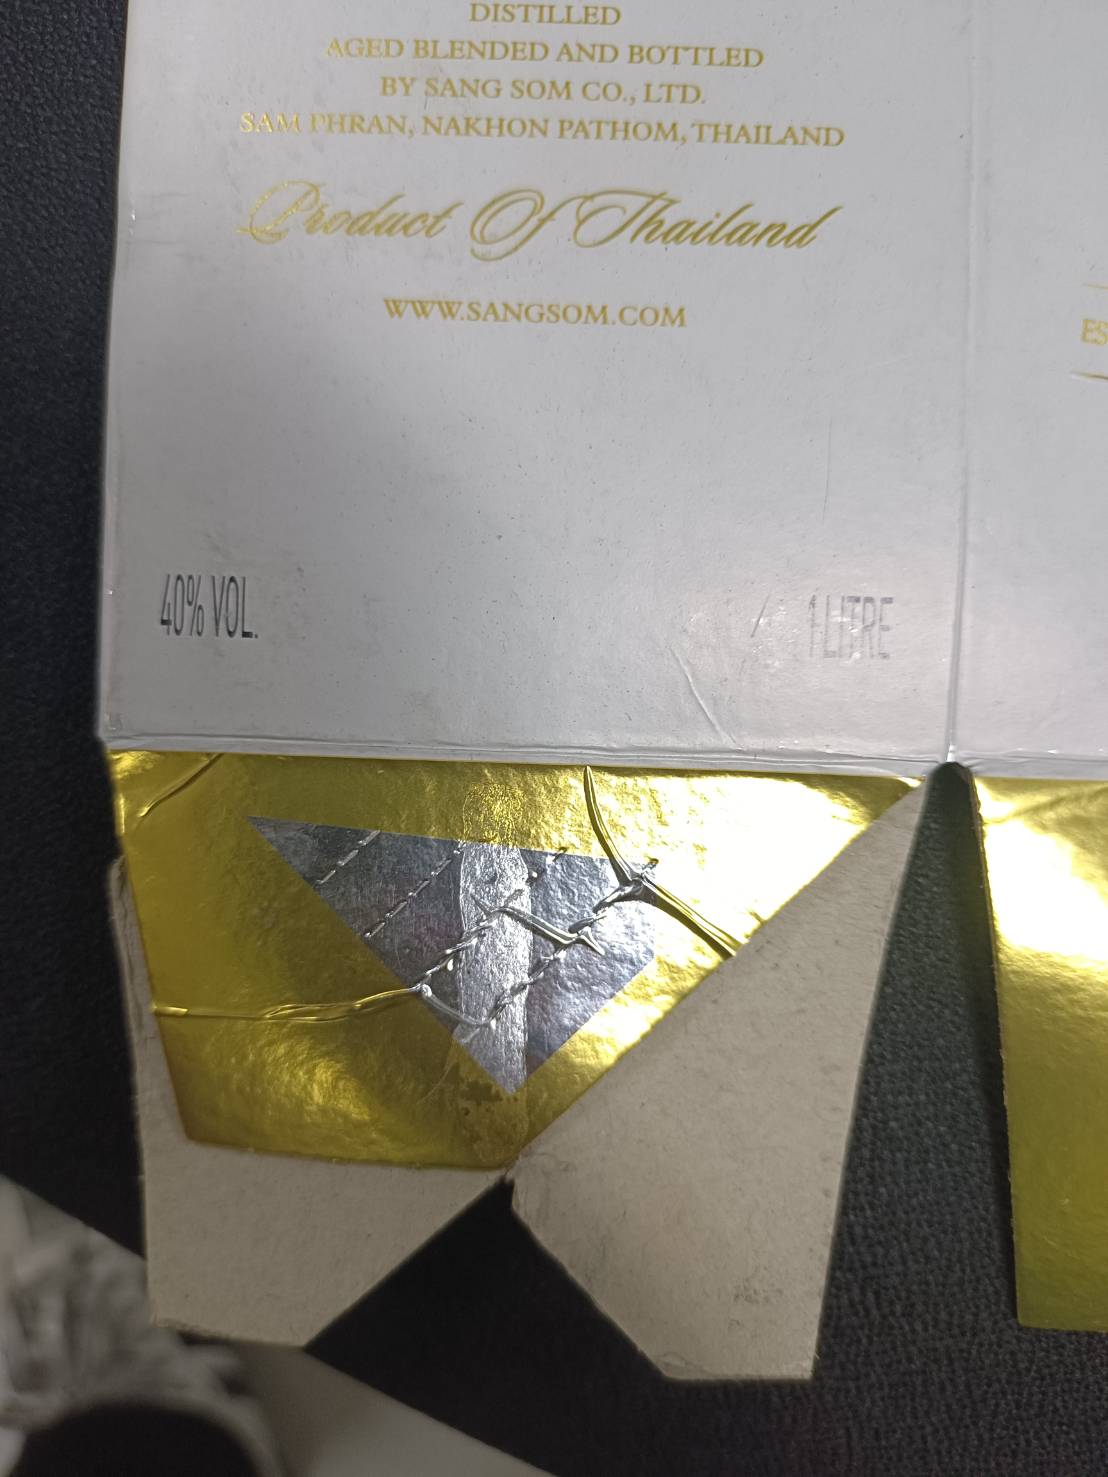 DISTILLED
AGED BLENDED AND BOTTLED
BY SANG SOM CO., LTD.
SAM PHRAN, NAKHON PATHOM, THAILAND
Product Of Thailand
WWW.SANGSOM.COM
40% VOL.
1 LITRE